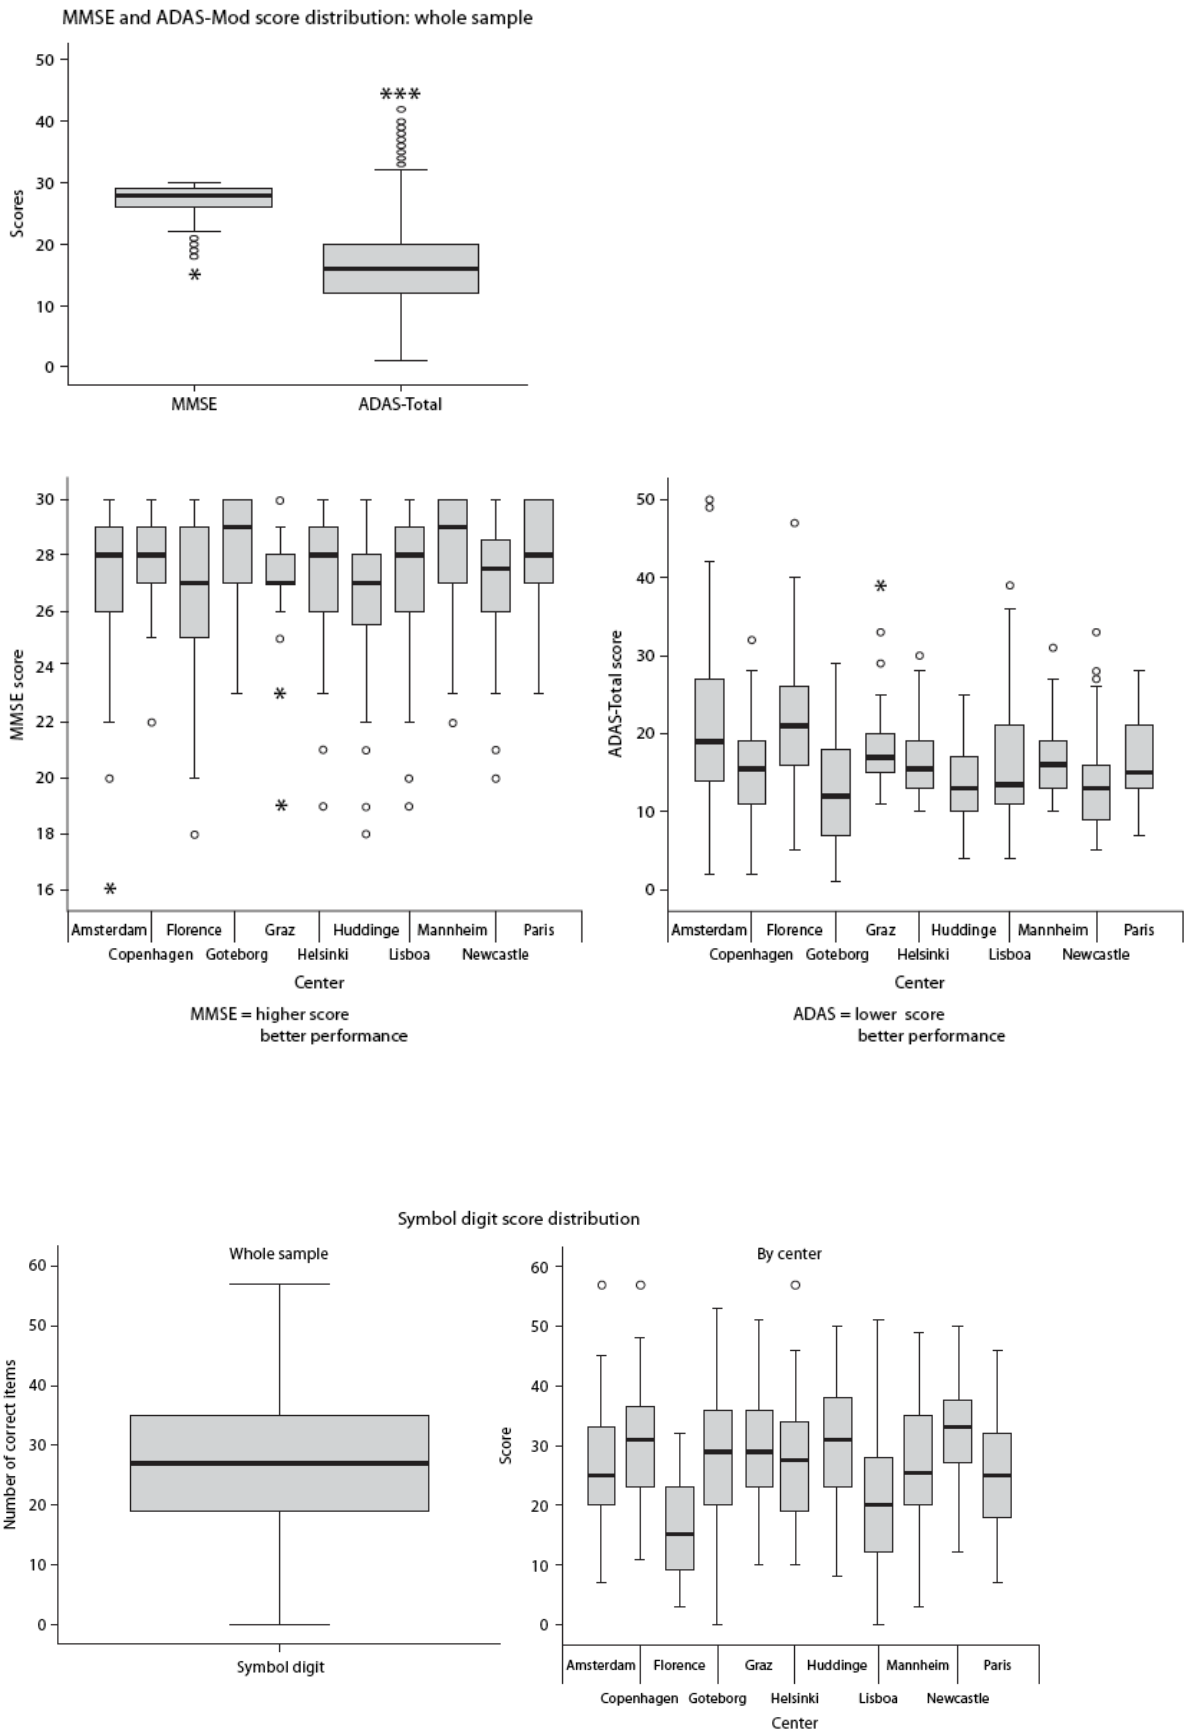 MMSE and ADAS-Mod score distribution: whole sample
50
40
30
20
10
0
Scores
***
*
MMSE ADAS-Total
30
28
26
24
22
20
18
16
MMSE score
*
*
*
Amsterdam Florence Graz Huddinge Mannheim Paris
Copenhagen Goteborg Helsinki Lisboa Newcastle
Center
MMSE = higher score
better performance
50
40
30
20
10
0
ADAS-Total score
*
Amsterdam Florence Graz Huddinge Mannheim Paris
Copenhagen Goteborg Helsinki Lisboa Newcastle
Center
ADAS = lower score
better performance
Symbol digit score distribution
Whole sample
60
50
40
30
20
10
0
Number of correct items
Symbol digit
By center
60
50
40
30
20
10
0
Score
Amsterdam Florence Graz Huddinge Mannheim Paris
Copenhagen Goteborg Helsinki Lisboa Newcastle
Center